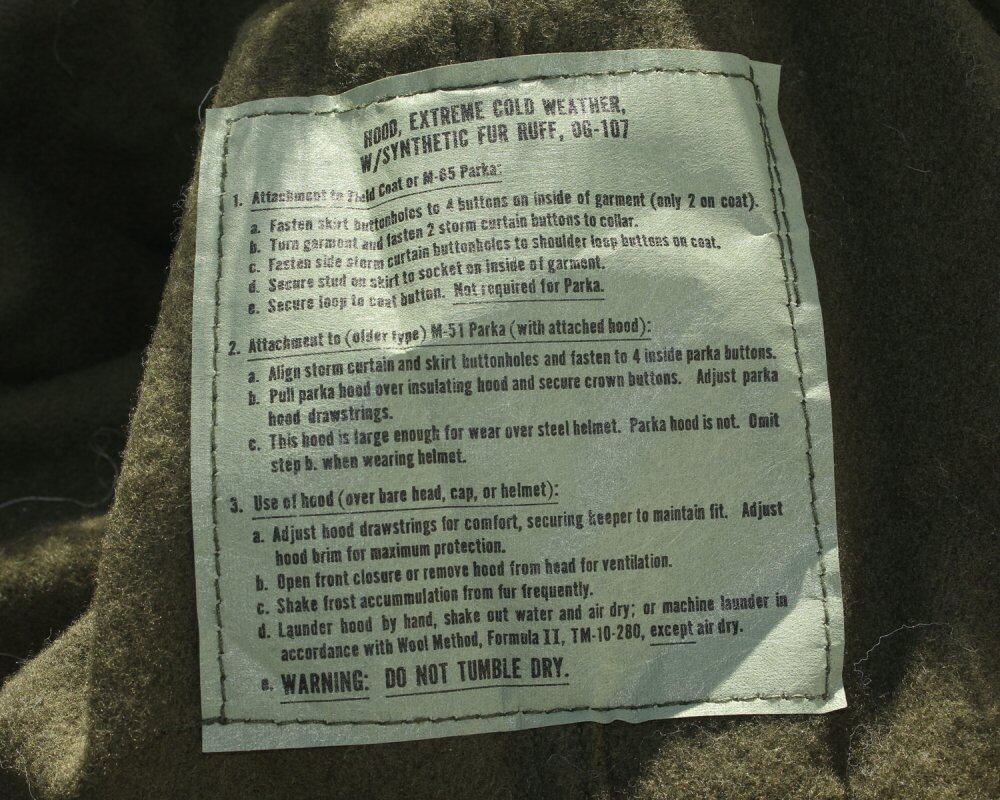 HOOD, EXTREME COLD WEATHER,
W/SYNTHETIC FUR RUFF, OG-107
1. Attachment to Field Coat or M-65 Parka:
a. Fasten skirt buttonholes to 4 buttons on inside of garment (only 2 on coat).
b. Turn garment and fasten 2 storm curtain buttons to collar.
c. Fasten side storm curtain buttonholes to shoulder loop buttons on coat.
d. Secure stud on skirt to socket on inside of garment.
e. Secure loop to coat button. Not required for Parka.
2. Attachment to (older type) M-51 Parka (with attached hood):
a. Align storm curtain and skirt buttonholes and fasten to 4 inside parka buttons.
b. Pull parka hood over insulating hood and secure crown buttons. Adjust parka
hood drawstrings.
c. This hood is large enough for wear over steel helmet. Parka hood is not. Omit
step b. when wearing helmet.
3. Use of hood (over bare head, cap, or helmet):
a. Adjust hood drawstrings for comfort, securing keeper to maintain fit. Adjust
hood brim for maximum protection.
b. Open front closure or remove hood from head for ventilation.
c. Shake frost accumulation from fur frequently.
d. Launder hood by hand, shake out water and air dry; or machine launder in
accordance with Wool Method, Formula II, TM-10-280, except air dry.
e. WARNING: DO NOT TUMBLE DRY.